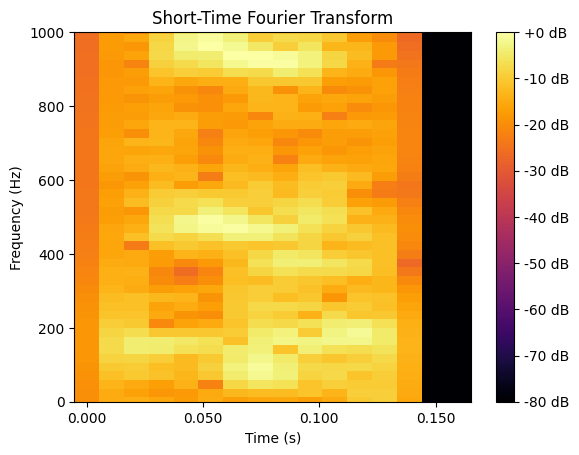 Short-Time Fourier Transform
1000
800
600
400
200
0
Frequency (Hz)
0.000
0.050
0.100
0.150
Time (s)
+0 dB
-10 dB
-20 dB
-30 dB
-40 dB
-50 dB
-60 dB
-70 dB
-80 dB